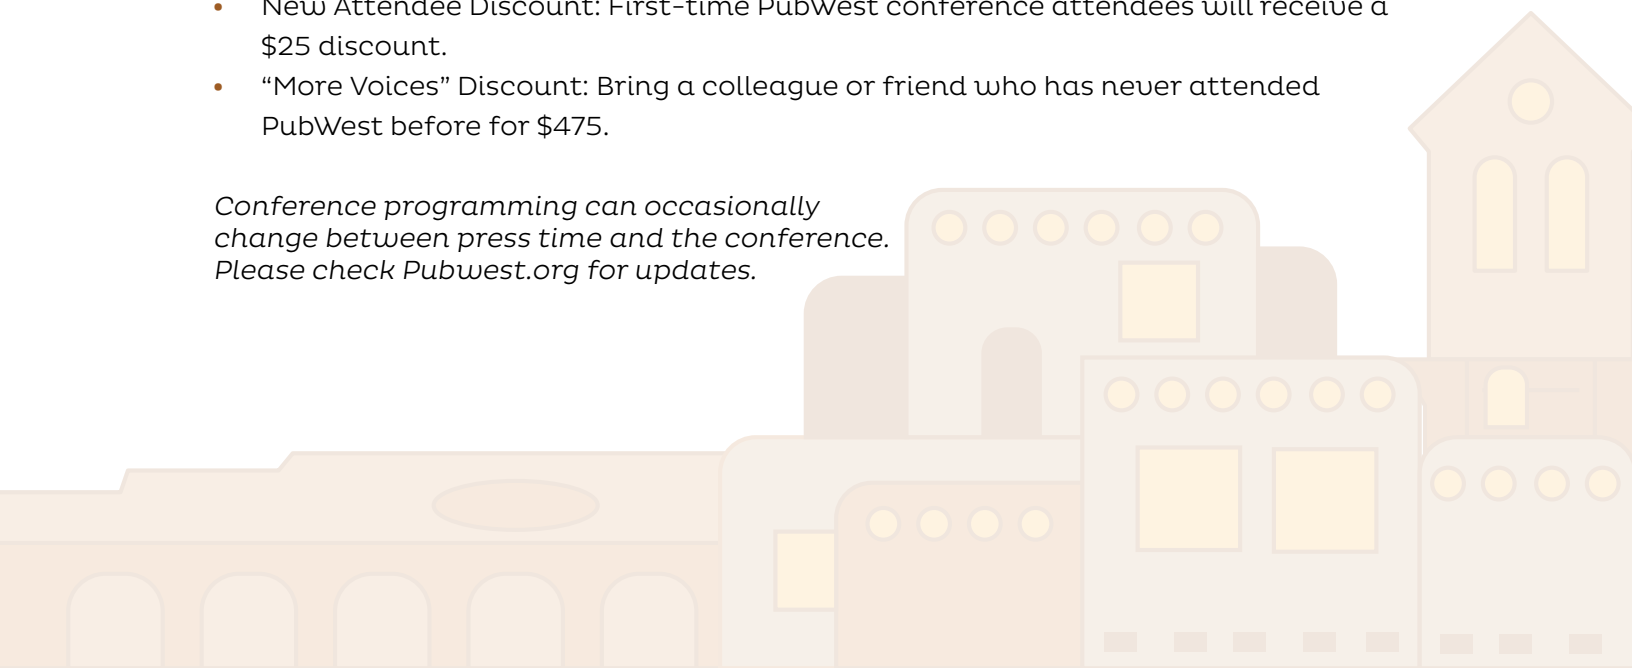 • New Attendee Discount: First-time PubWest conference attendees will receive a
$25 discount.
• “More Voices” Discount: Bring a colleague or friend who has never attended
PubWest before for $475.
Conference programming can occasionally
change between press time and the conference.
Please check Pubwest.org for updates.